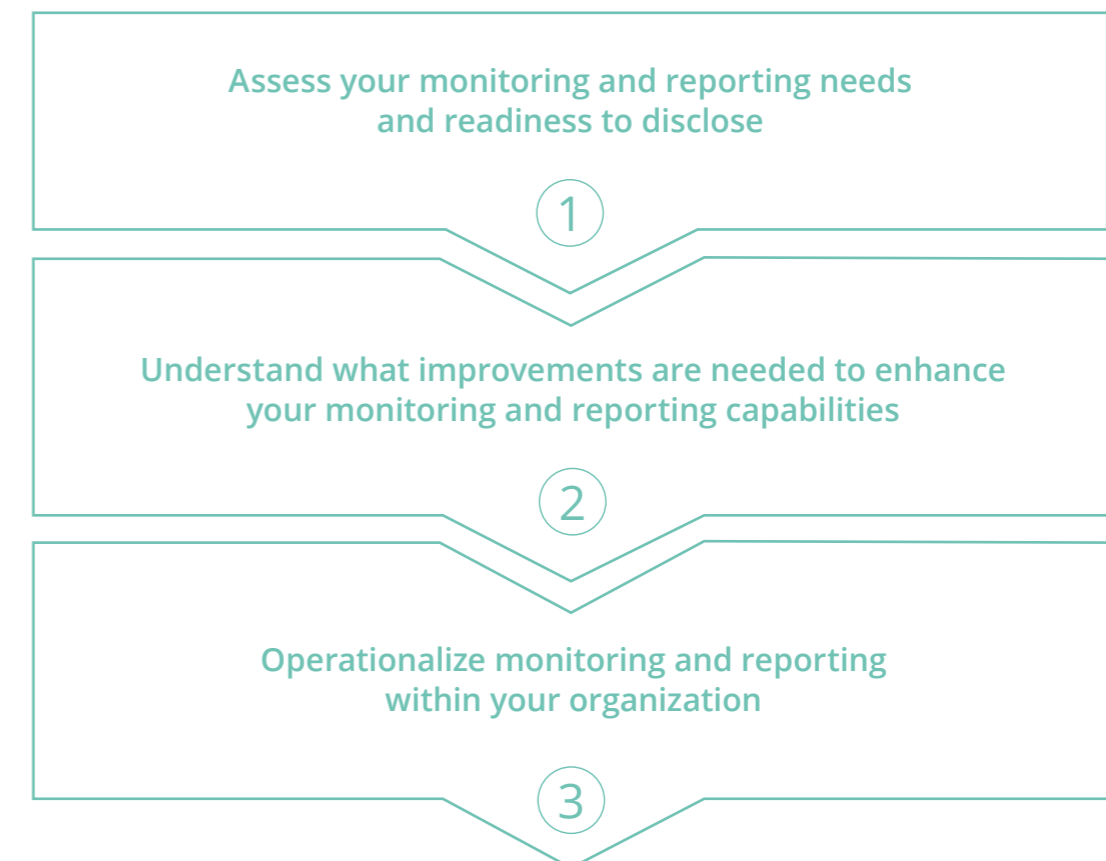 Assess your monitoring and reporting needs
and readiness to disclose
1
Understand what improvements are needed to enhance
your monitoring and reporting capabilities
2
Operationalize monitoring and reporting
within your organization
3